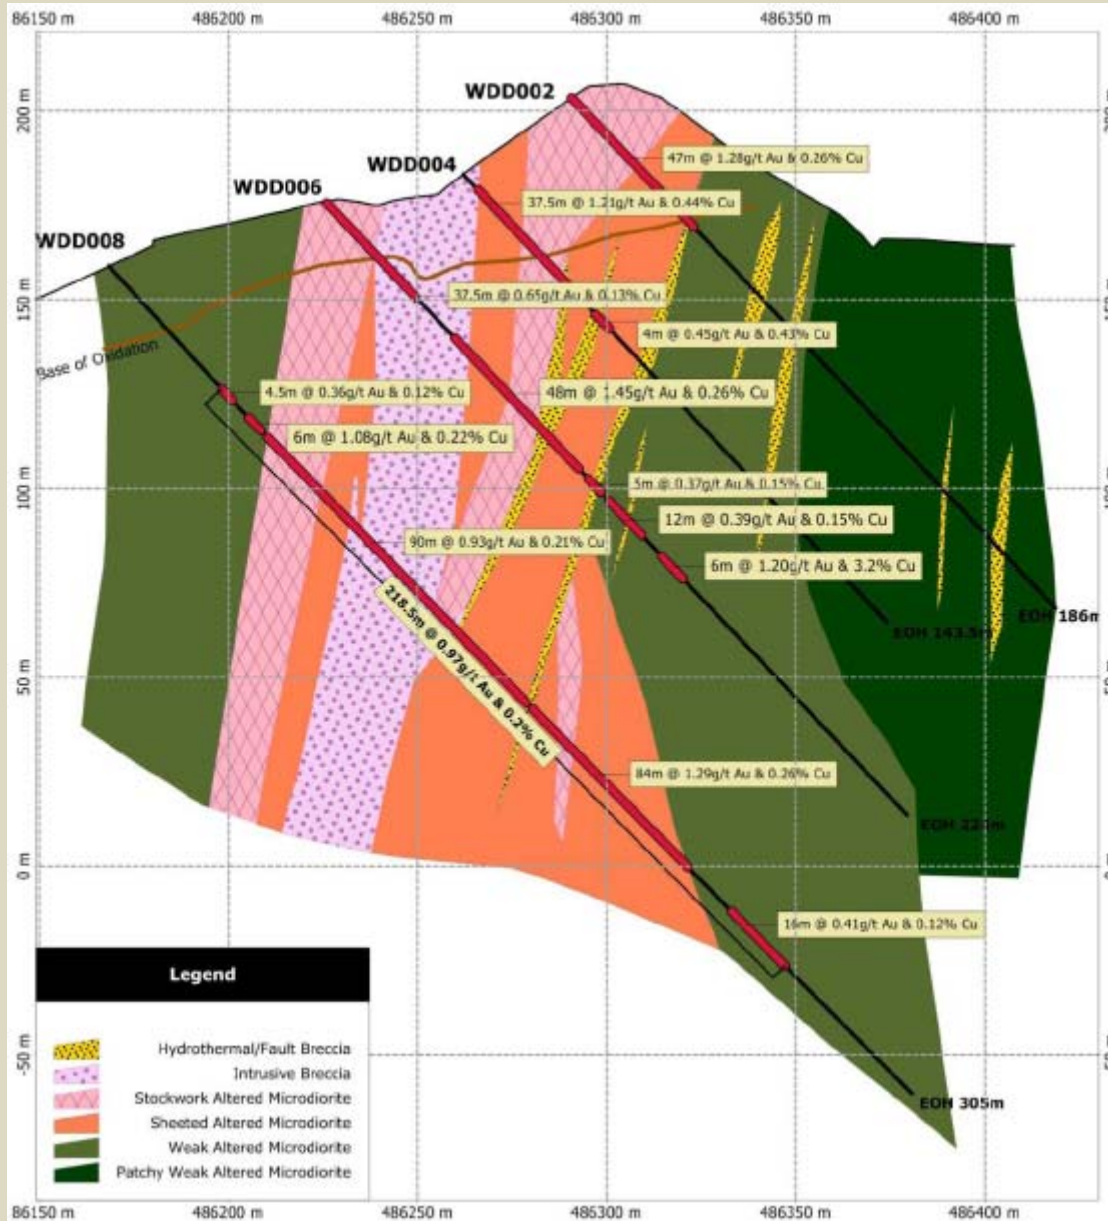 86150 m 486200 m 486250 m 486300 m 486350 m 486400 m
WDD002
200 m
47m @ 1.28g/t Au & 0.26% Cu
WDD004
WDD006
37.5m @ 1.21g/t Au & 0.44% Cu
WDD008
150 m
37.5m @ 0.65g/t Au & 0.13% Cu
4m @ 0.45g/t Au & 0.43% Cu
Base of Oxidation
4.5m @ 0.36g/t Au & 0.12% Cu
48m @ 1.45g/t Au & 0.26% Cu
6m @ 1.08g/t Au & 0.22% Cu
100 m
5m @ 0.37g/t Au & 0.15% Cu
12m @ 0.39g/t Au & 0.15% Cu
90m @ 0.93g/t Au & 0.21% Cu
6m @ 1.20g/t Au & 3.2% Cu
EOH 186m
EOH 143.5m
218.5m @ 0.97g/t Au & 0.2% Cu
50 m
84m @ 1.29g/t Au & 0.26% Cu
EOH
0 m
16m @ 0.41g/t Au & 0.12% Cu
Legend
Hydrothermal/Fault Breccia
Intrusive Breccia
Stockwork Altered Microdiorite
Sheeted Altered Microdiorite
Weak Altered Microdiorite
Patchy Weak Altered Microdiorite
-50 m
EOH 305m
86150 m 486200 m 486250 m 486300 m 486350 m 486400 m